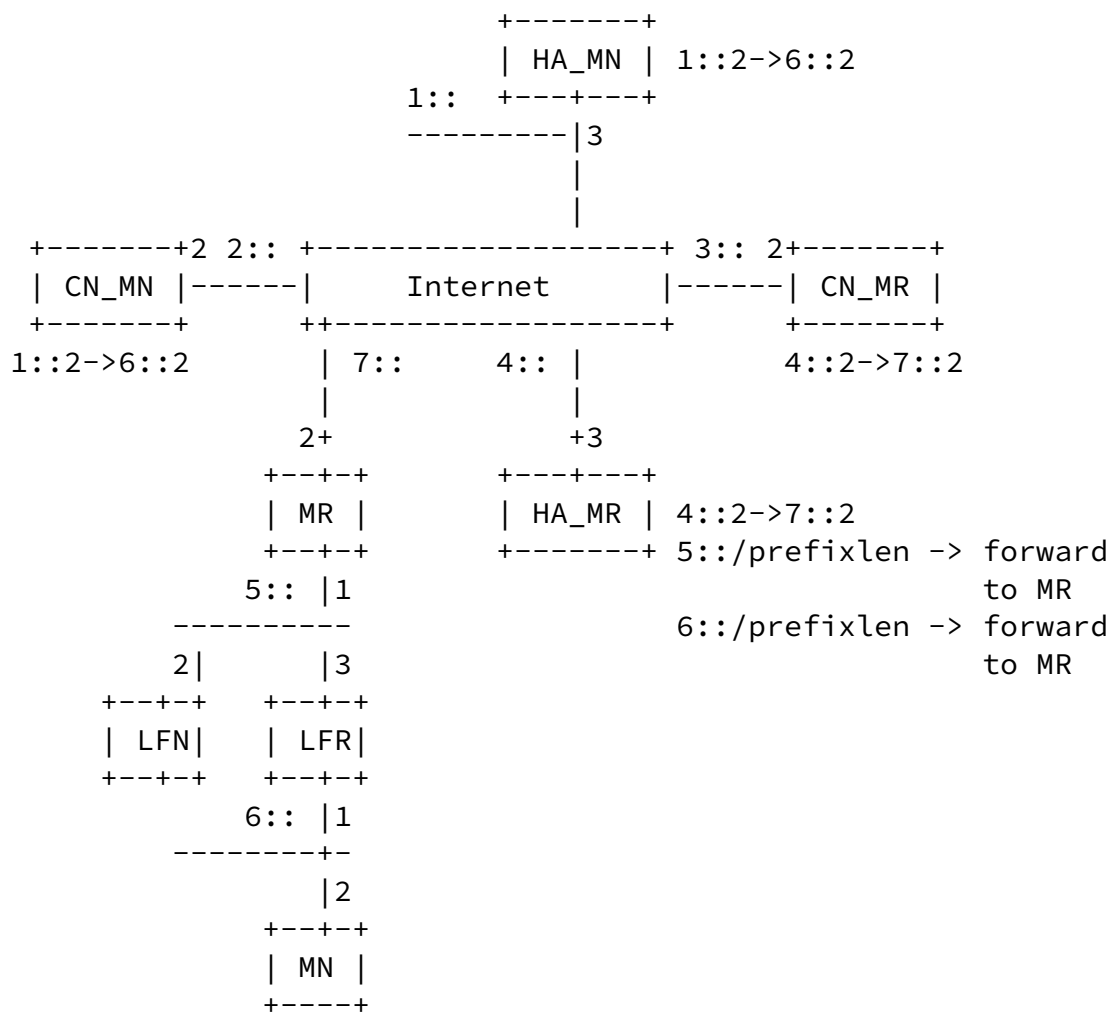 +-------+
| HA_MN | 1::2->6::2
1:: +---+---+
---------|3
|
|
+-------+2 2:: +-------------------+ 3:: 2+-------+
| CN_MN |------| Internet |------| CN_MR |
+-------+ ++------------------+ +-------+
1::2->6::2 | 7:: 4:: | 4::2->7::2
| |
2+ +3
+--+-+ +---+---+
| MR | | HA_MR | 4::2->7::2
+--+-+ +-------+ 5::/prefixlen -> forward
5:: |1 to MR
---------- 6::/prefixlen -> forward
2| |3 to MR
+--+-+ +--+-+
| LFN| | LFR|
+--+-+ +--+-+
6:: |1
--------+-
|2
+--+-+
| MN |
+----+